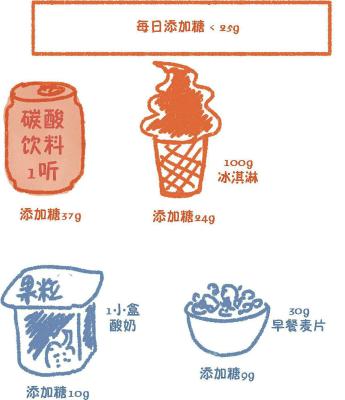 每日添加糖 < 25g
碳酸
饮料
1听
100g
冰淇淋
添加糖37g
添加糖24g
果粒
1小盒
酸奶
30g
早餐麦片
添加糖10g
添加糖9g